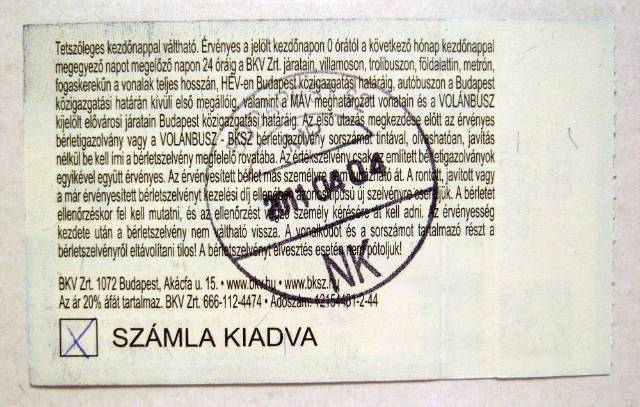 Tetszőleges kezdőnappal váltható. Érvényes a jelölt kezdőnapon 0 órától a következő hónap kezdőnappal
megegyező napot megelőző napon 24 óráig a BKV Zrt. járatain, villamoson, trolibuszon, földalattin, metrón,
fogaskerekűn a vonalak teljes hosszán, HÉV-en Budapest közigazgatási határáig, autóbuszon a Budapest
közigazgatási határán kívüli első megállóig, valamint a MÁV meghatározott vonatain és a VOLÁNBUSZ
kijelölt elővárosi járatain Budapest közigazgatási határáig. Az első utazás megkezdése előtt az érvényes
bérletigazolvány vagy a VOLÁNBUSZ - BKSZ bérletigazolvány sorszámát tintával, olvashatóan, javítás
nélkül be kell írni a bérletszelvény megfelelő rovatába. Az értékszelvény csak az említett bérletigazolványok
egyikével együtt érvényes. Az érvényesített bérlet más személyre nem ruházható át. A rontott, javított vagy
a már érvényesített bérletszelvényt kezelési díj ellenében azonos típusú új szelvényre cseréljük. A bérletet
ellenőrzéskor fel kell mutatni, és az ellenőrzést végző személy kérésére át kell adni. Az érvényesség
kezdete után a bérletszelvény nem váltható vissza. A vonalkódot és a sorszámot tartalmazó részt a
bérletszelvényről eltávolítani tilos! A bérletszelvényt elvesztés esetén nem pótoljuk!
BKV Zrt. 1072 Budapest, Akácfa u. 15. • www.bkv.hu • www.bksz.hu
Az ár 20% áfát tartalmaz. BKV Zrt. 666-112-4474 • Adószám: 12154481-2-44
X SZÁMLA KIADVA
2011 04 04
NK